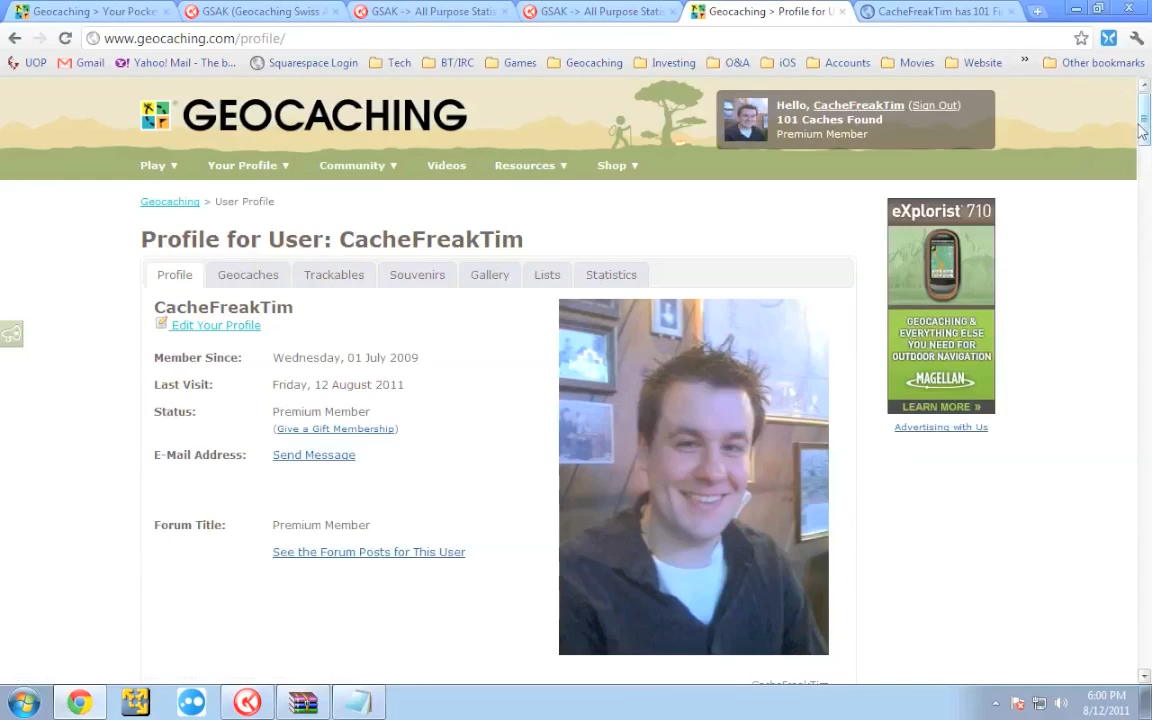 Geocaching > Your Pocke
GSAK (Geocaching Swiss A
GSAK -> All Purpose Statis
GSAK -> All Purpose Statis
Geocaching > Profile for U
CacheFreakTim has 101 F
www.geocaching.com/profile/
UOP Gmail Yahoo! Mail - The b... Squarespace Login Tech BT/IRC Games Geocaching Investing O&A iOS Accounts Movies Website » Other bookmarks
GEOCACHING
Hello, CacheFreakTim (Sign Out)
101 Caches Found
Premium Member
Play ▼ Your Profile ▼ Community ▼ Videos Resources ▼ Shop ▼
Geocaching > User Profile
Profile for User: CacheFreakTim
Profile Geocaches Trackables Souvenirs Gallery Lists Statistics
CacheFreakTim
Edit Your Profile
Member Since: Wednesday, 01 July 2009
Last Visit: Friday, 12 August 2011
Status: Premium Member
(Give a Gift Membership)
E-Mail Address: Send Message
Forum Title: Premium Member
See the Forum Posts for This User
CacheFreakTim
eXplorist 710
GEOCACHING &
EVERYTHING ELSE
YOU NEED FOR
OUTDOOR NAVIGATION
MAGELLAN
LEARN MORE »
Advertising with Us
6:00 PM
8/12/2011